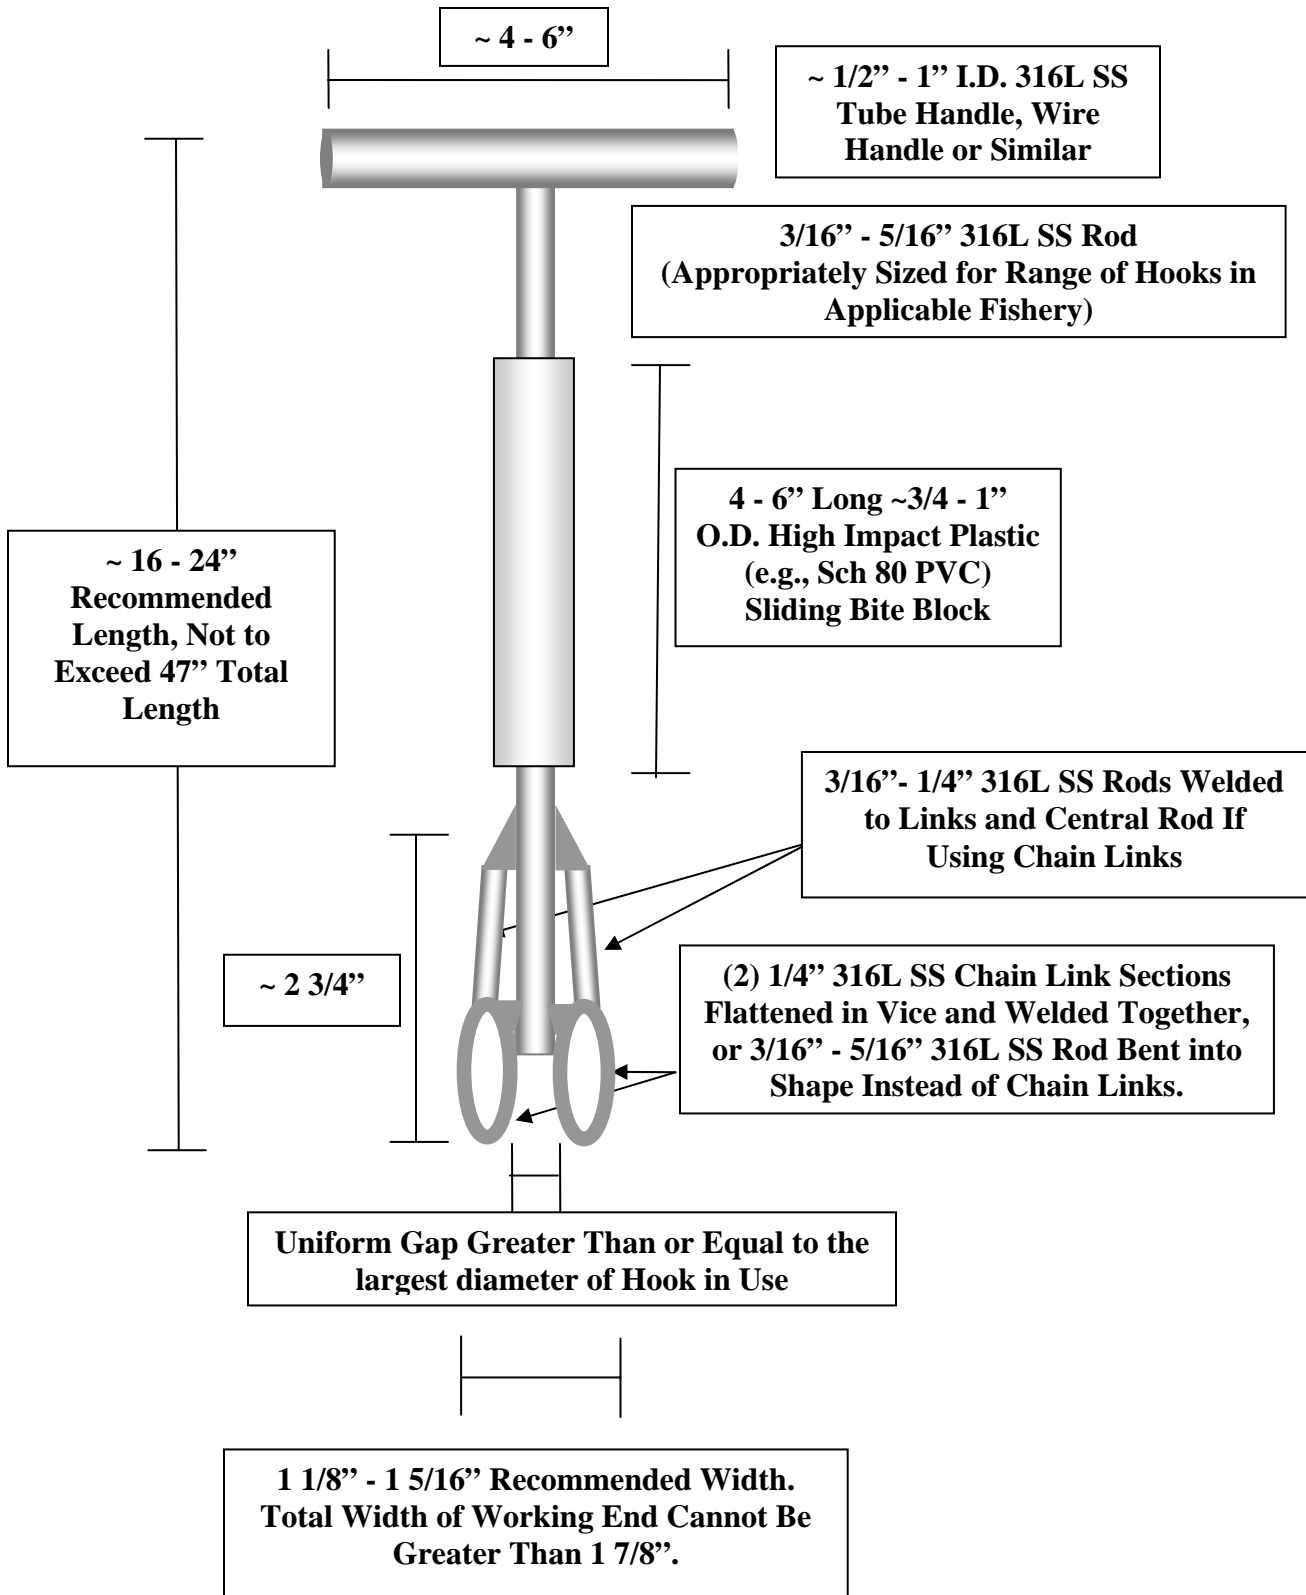 ~ 4 - 6”
~ 1/2” - 1” I.D. 316L SS
Tube Handle, Wire
Handle or Similar
3/16” - 5/16” 316L SS Rod
(Appropriately Sized for Range of Hooks in
Applicable Fishery)
4 - 6” Long ~3/4 - 1”
O.D. High Impact Plastic
(e.g., Sch 80 PVC)
Sliding Bite Block
~ 16 - 24”
Recommended
Length, Not to
Exceed 47” Total
Length
3/16”- 1/4” 316L SS Rods Welded
to Links and Central Rod If
Using Chain Links
~ 2 3/4”
(2) 1/4” 316L SS Chain Link Sections
Flattened in Vice and Welded Together,
or 3/16” - 5/16” 316L SS Rod Bent into
Shape Instead of Chain Links.
Uniform Gap Greater Than or Equal to the
largest diameter of Hook in Use
1 1/8” - 1 5/16” Recommended Width.
Total Width of Working End Cannot Be
Greater Than 1 7/8”.